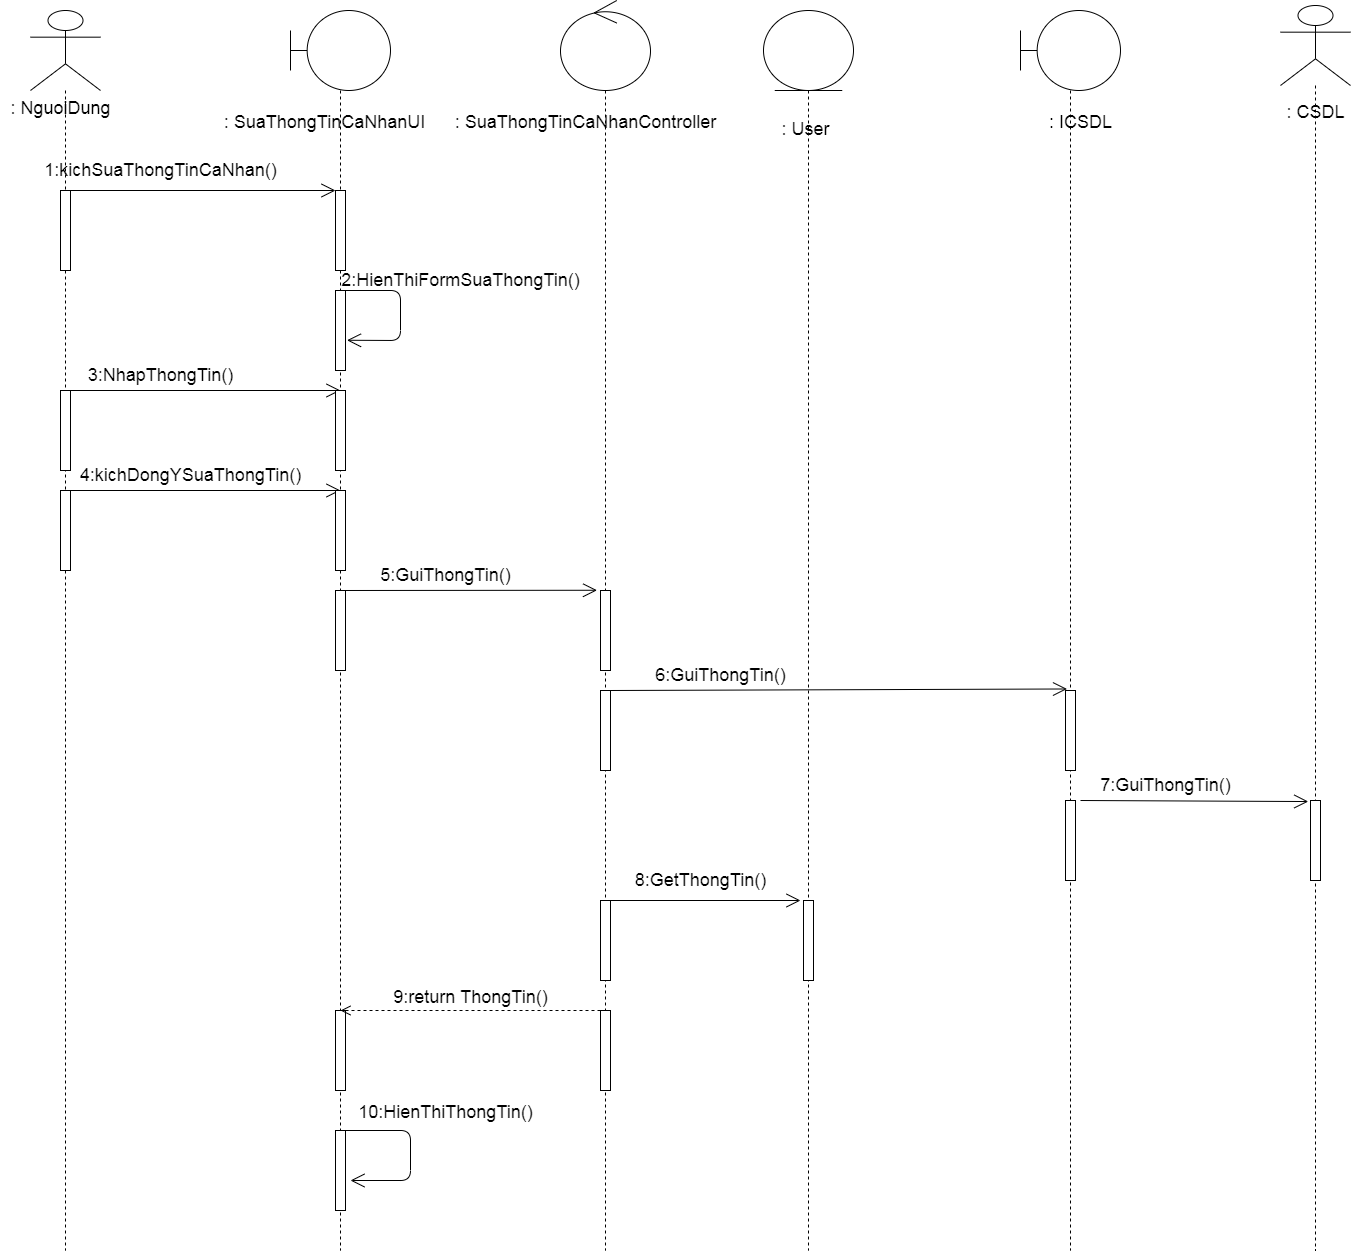 : NguoiDung
: SuaThongTinCaNhanUI
: SuaThongTinCaNhanController
: User
: ICSDL
: CSDL
1:kichSuaThongTinCaNhan()
2:HienThiFormSuaThongTin()
3:NhapThongTin()
4:kichDongYSuaThongTin()
5:GuiThongTin()
6:GuiThongTin()
7:GuiThongTin()
8:GetThongTin()
9:return ThongTin()
10:HienThiThongTin()